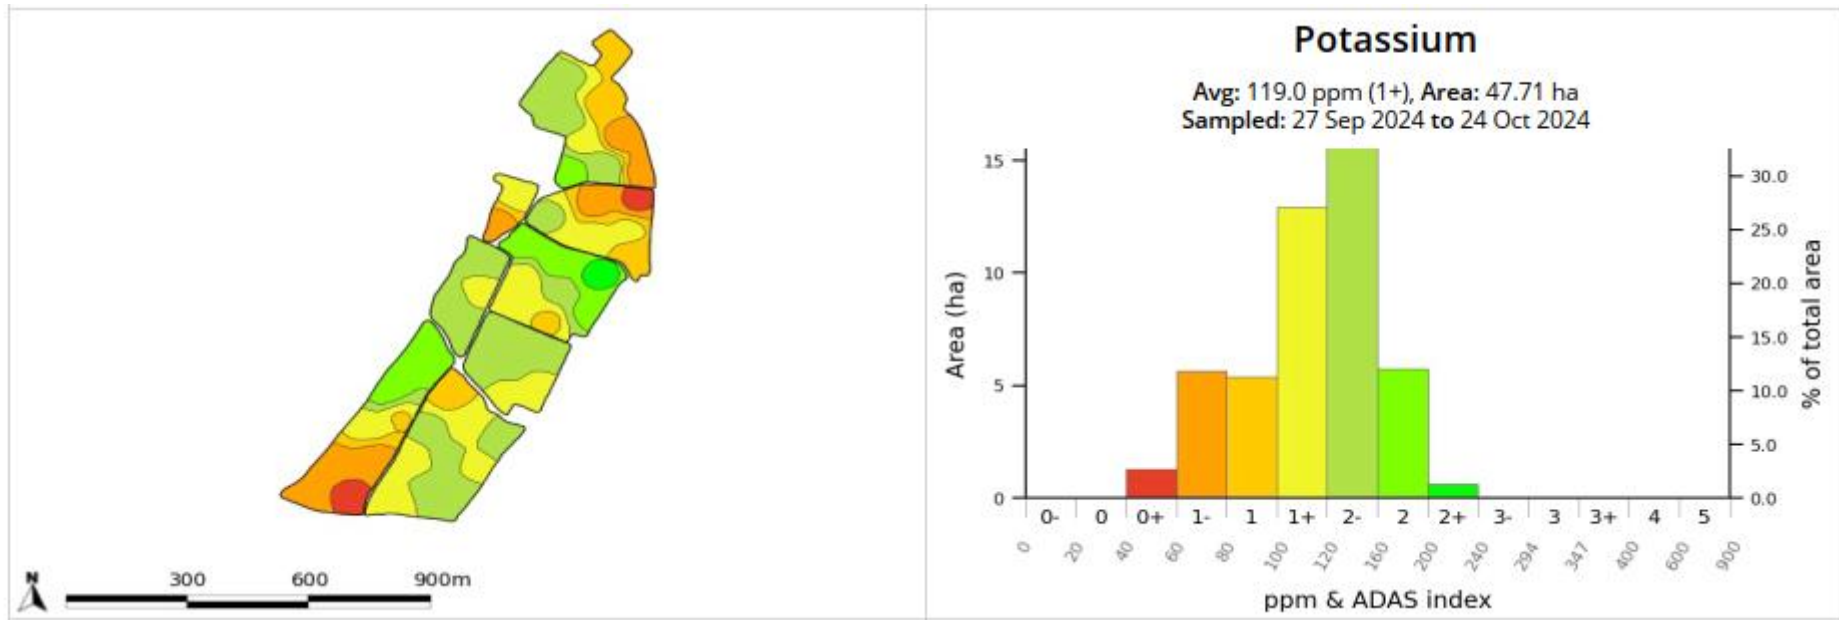 Potassium
Avg: 119.0 ppm (1+), Area: 47.71 ha
Sampled: 27 Sep 2024 to 24 Oct 2024
15
10
5
0
Area (ha)
30.0
25.0
20.0
15.0
10.0
5.0
0.0
% of total area
0- 0 0+ 1- 1 1+ 2- 2 2+ 3- 3 3+ 4 5
0 20 40 60 80 100 120 160 200 240 294 347 400 600 900
ppm & ADAS index
N
300 600 900m